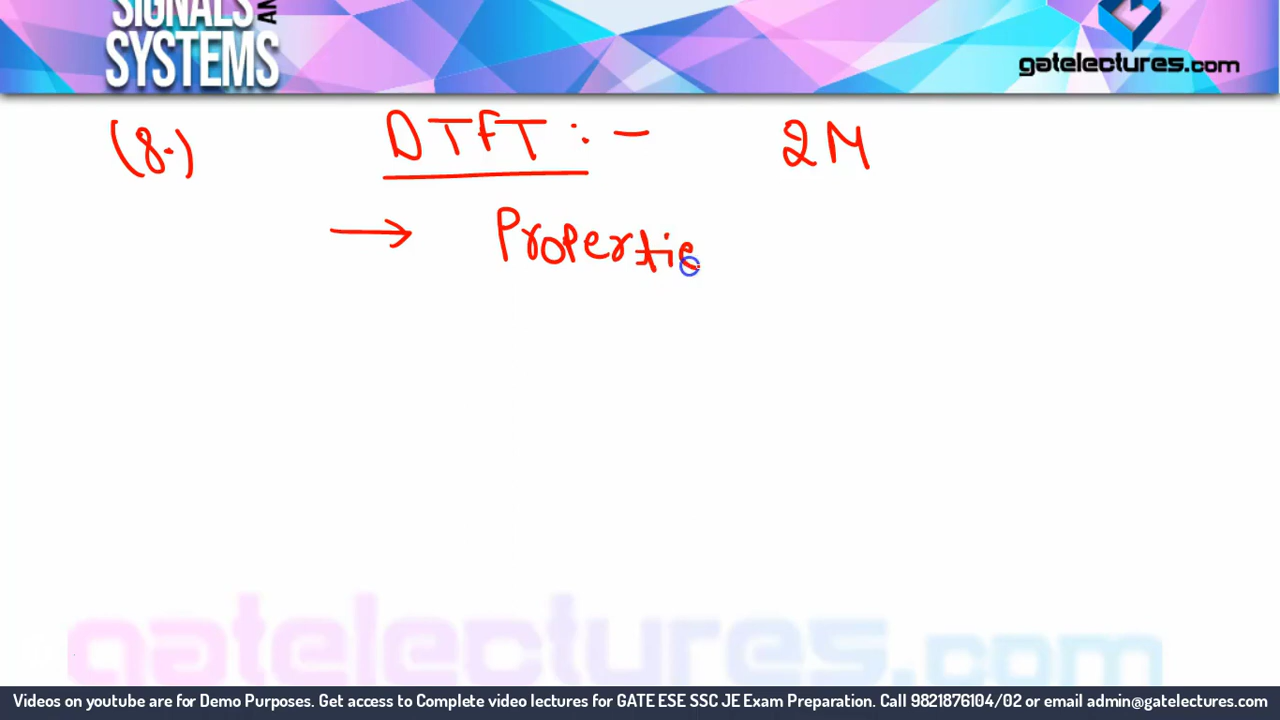 SIGNALS AND
SYSTEMS
gatelectures.com
(8.) DTFT :- 2M
→ Propertie
gatelectures.com
Videos on youtube are for Demo Purposes. Get access to Complete video lectures for GATE ESE SSC JE Exam Preparation. Call 9821876104/02 or email admin@gatelectures.com